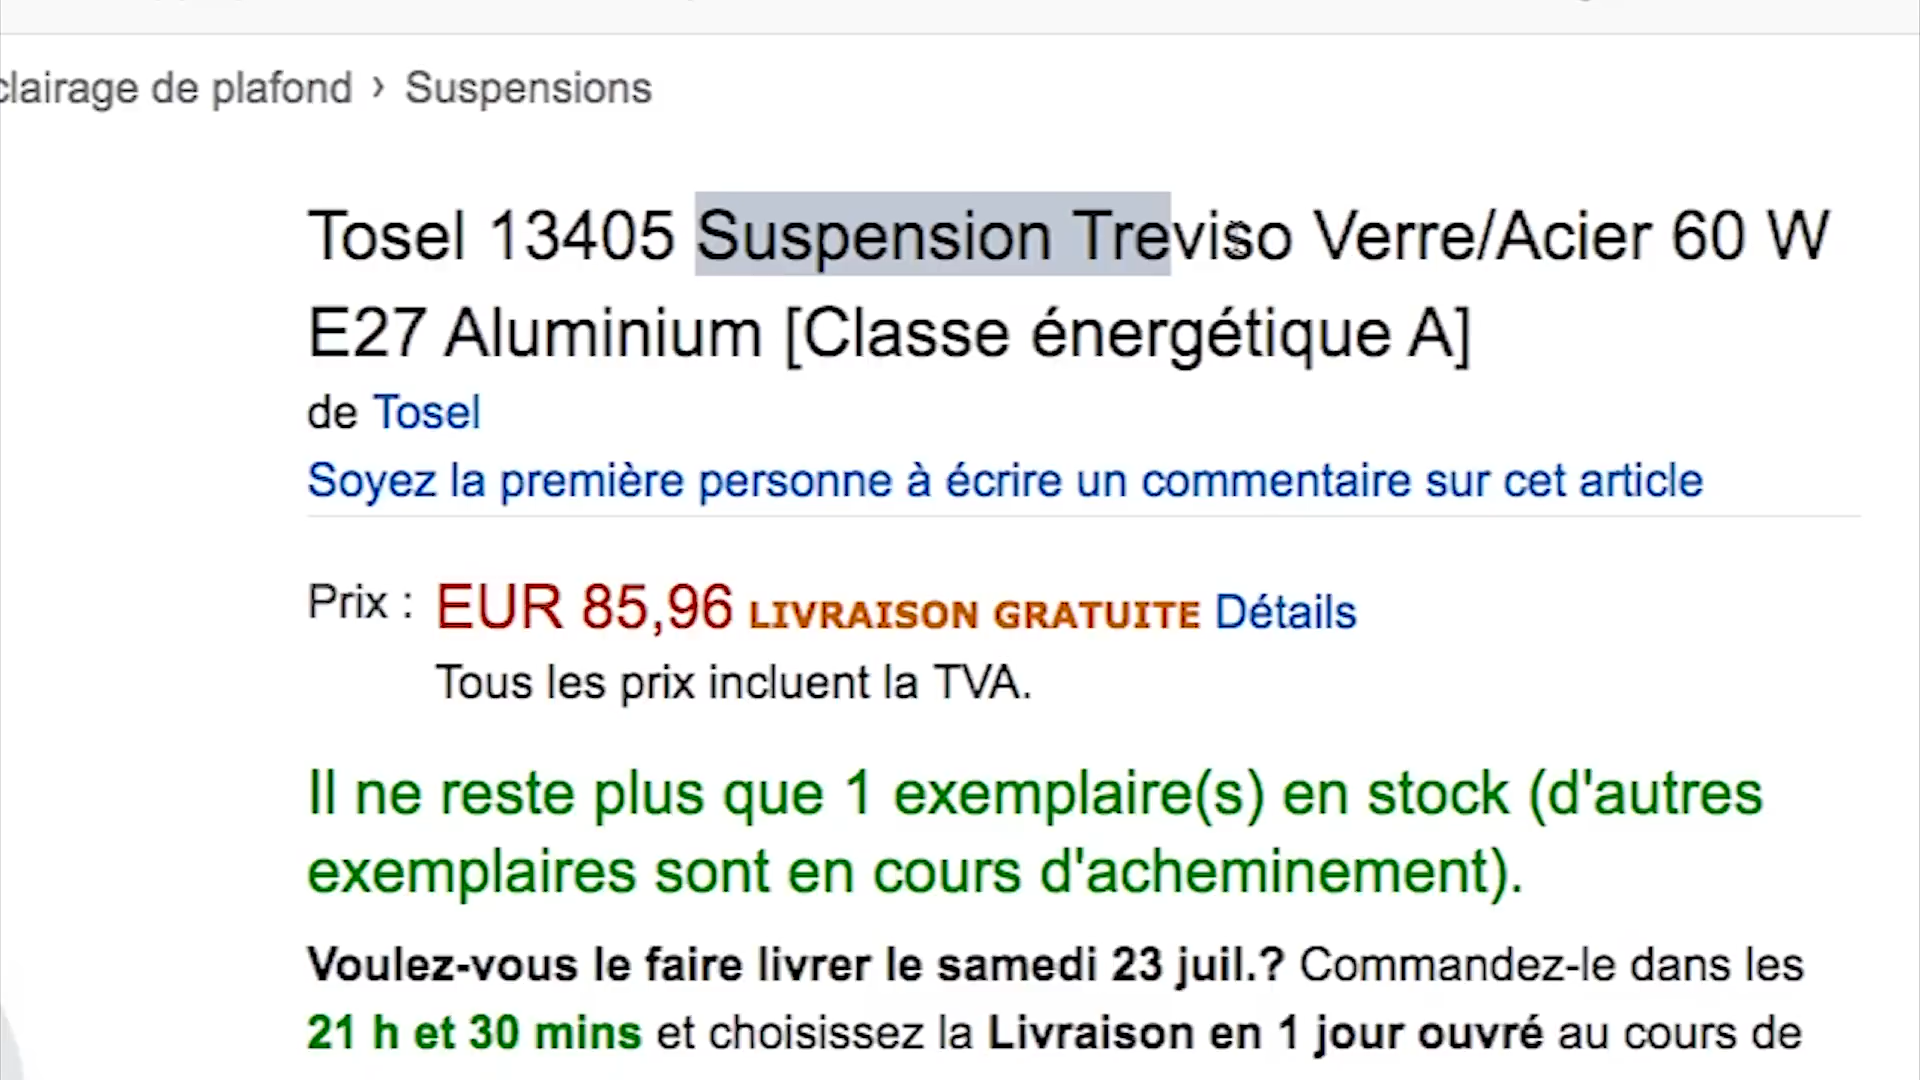 clairage de plafond › Suspensions
Tosel 13405 Suspension Treviso Verre/Acier 60 W
E27 Aluminium [Classe énergétique A]
de Tosel
Soyez la première personne à écrire un commentaire sur cet article
Prix : EUR 85,96 LIVRAISON GRATUITE Détails
Tous les prix incluent la TVA.
Il ne reste plus que 1 exemplaire(s) en stock (d'autres
exemplaires sont en cours d'acheminement).
Voulez-vous le faire livrer le samedi 23 juil.? Commandez-le dans les
21 h et 30 mins et choisissez la Livraison en 1 jour ouvré au cours de